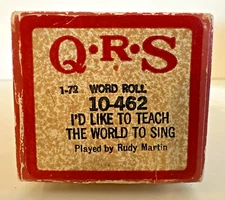 Q·R·S
1-72 WORD ROLL
10-462
I'D LIKE TO TEACH
THE WORLD TO SING
Played by Rudy Martin